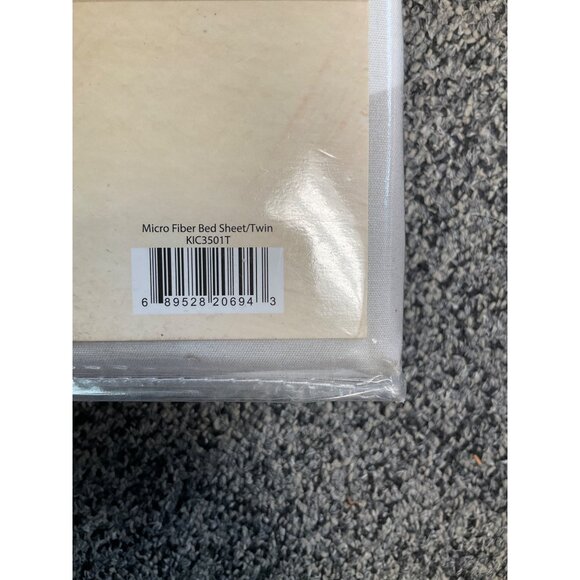 Micro Fiber Bed Sheet/Twin
KIC3501T
6 89528 20694 3